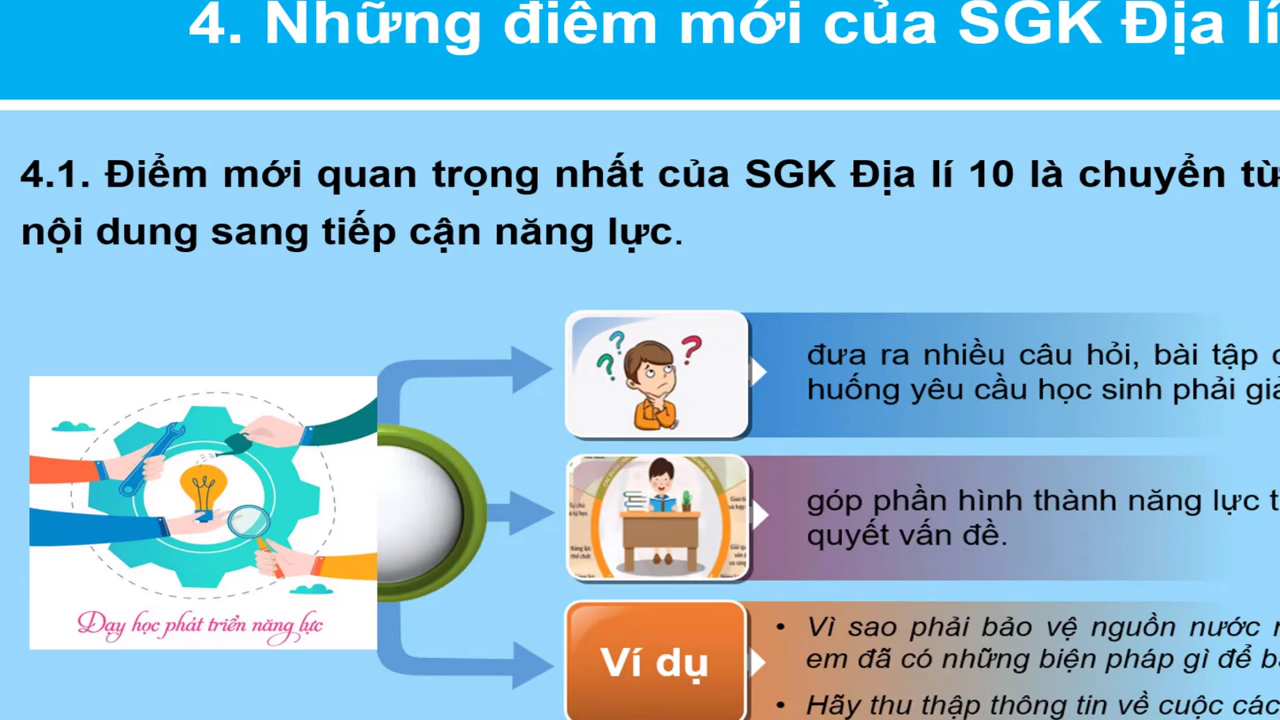 4. Những điểm mới của SGK Địa lí
4.1. Điểm mới quan trọng nhất của SGK Địa lí 10 là chuyển từ
nội dung sang tiếp cận năng lực.
đưa ra nhiều câu hỏi, bài tập
huống yêu cầu học sinh phải
góp phần hình thành năng lực
quyết vấn đề.
Dạy học phát triển năng lực
Ví dụ
• Vì sao phải bảo vệ nguồn nước
em đã có những biện pháp gì để
• Hãy thu thập thông tin về cuộc các